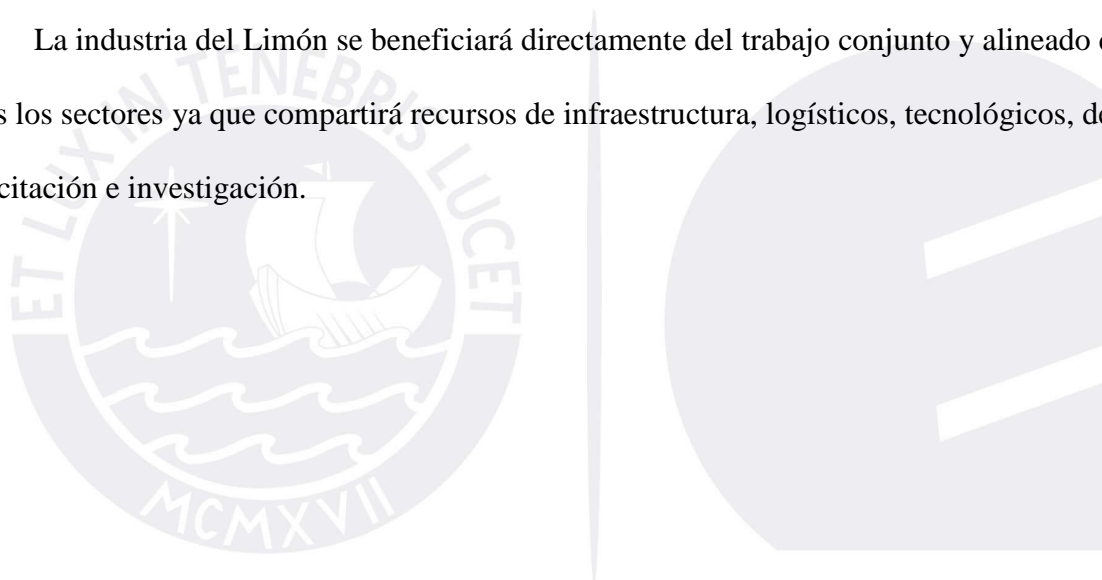 La industria del Limón se beneficiará directamente del trabajo conjunto y alineado
los sectores ya que compartirá recursos de infraestructura, logísticos, tecnológicos,
citación e investigación.
ET LUX IN TENEBRIS LUCET
MCMXVII